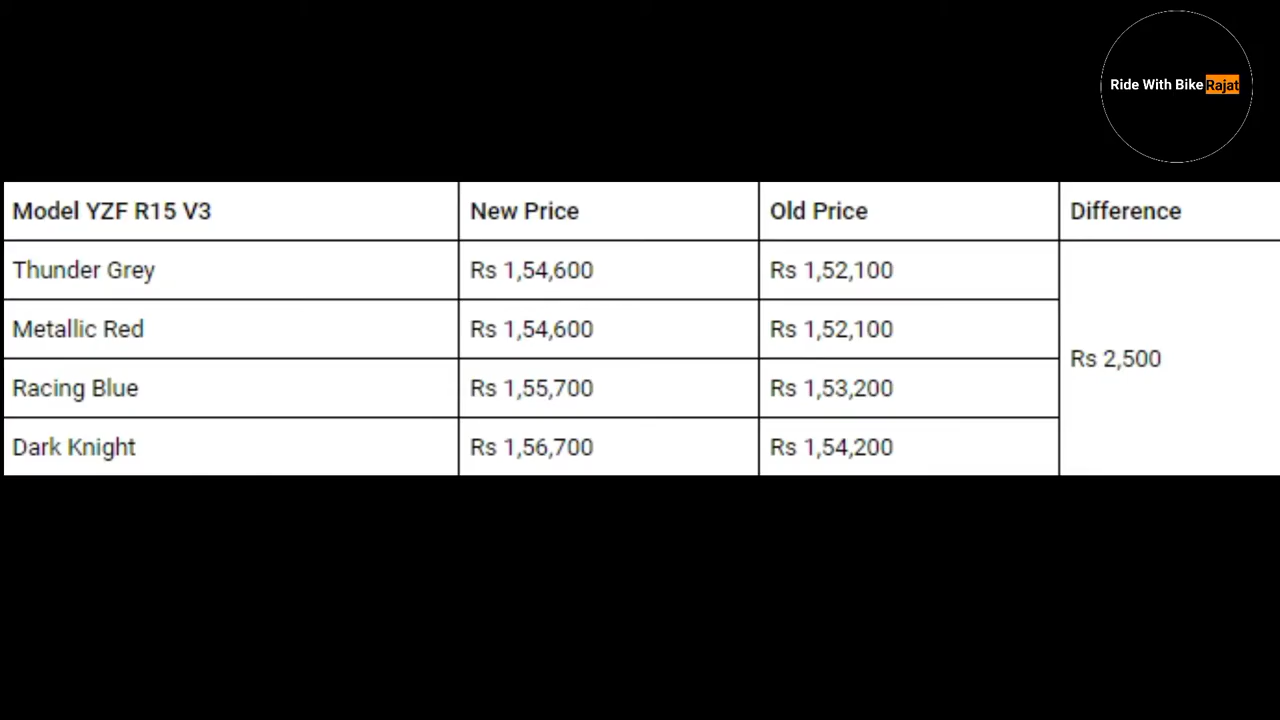 Ride With Bike Rajat
Model YZF R15 V3 New Price Old Price Difference
Thunder Grey Rs 1,54,600 Rs 1,52,100
Metallic Red Rs 1,54,600 Rs 1,52,100
Rs 2,500
Racing Blue Rs 1,55,700 Rs 1,53,200
Dark Knight Rs 1,56,700 Rs 1,54,200